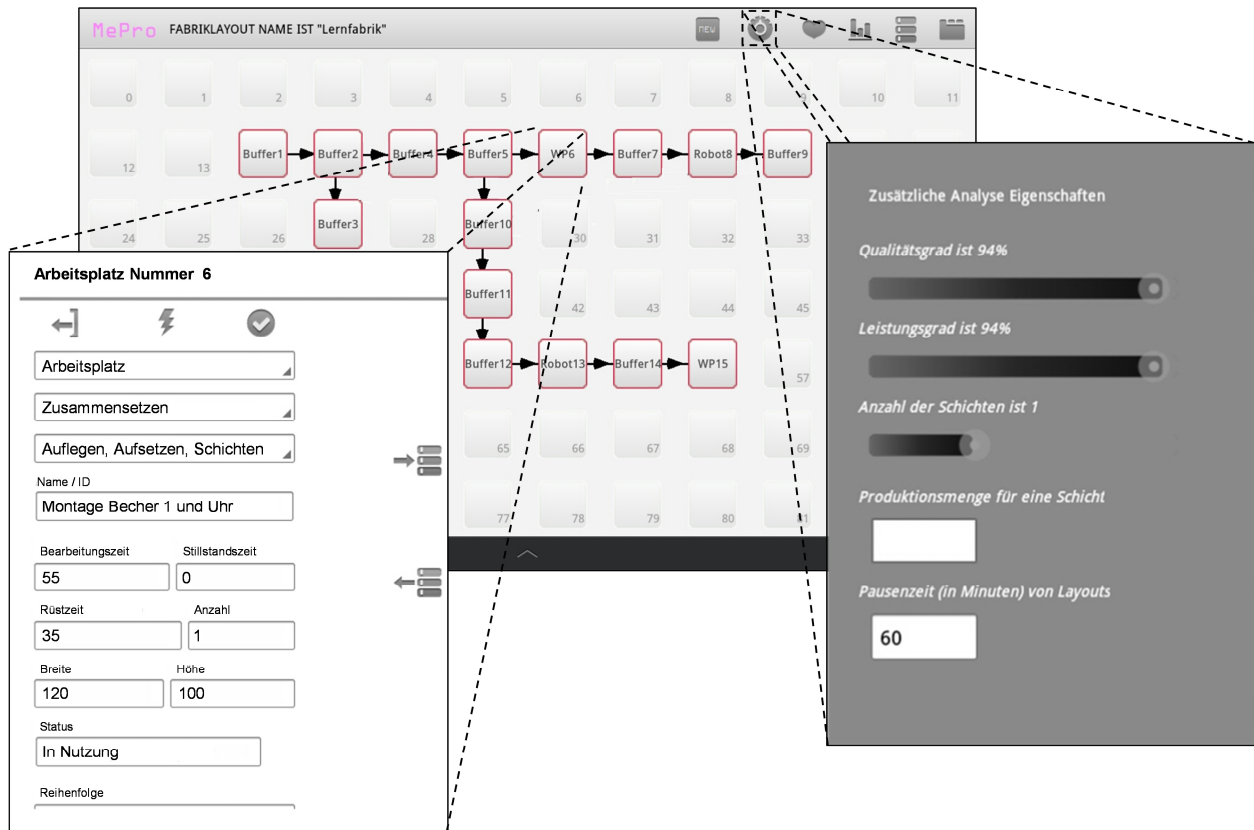 MePro FABRIKLAYOUT NAME IST "Lernfabrik" NEW
0 1 2 3 4 5 6 7 8 9 10 11
12 13 Buffer1 Buffer2 Buffer4 Buffer5 WP6 Buffer7 Robot8 Buffer9
24 25 26 Buffer3 28 Buffer10 30 31 32 33
Buffer11 42 43 44 45
Buffer12 Robot13 Buffer14 WP15 57
65 66 67 68 69
77 78 79 80 81
Arbeitsplatz Nummer 6
Arbeitsplatz
Zusammensetzen
Auflegen, Aufsetzen, Schichten
Name / ID
Montage Becher 1 und Uhr
Bearbeitungszeit Stillstandszeit
55 0
Rüstzeit Anzahl
35 1
Breite Höhe
120 100
Status
In Nutzung
Reihenfolge
Zusätzliche Analyse Eigenschaften
Qualitätsgrad ist 94%
Leistungsgrad ist 94%
Anzahl der Schichten ist 1
Produktionsmenge für eine Schicht
Pausenzeit (in Minuten) von Layouts
60